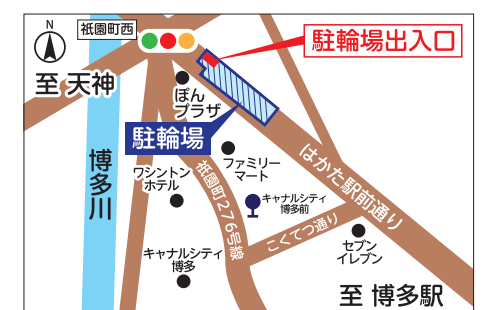 N
祇園町西
駐輪場出入口
至 天神
ぽん
プラザ
駐輪場
博多川
ファミリー
マート
はかた駅前通り
ワシントン
ホテル
祇園町276号線
キャナルシティ
博多前
こくてつ通り
キャナルシティ
博多
セブン
イレブン
至 博多駅